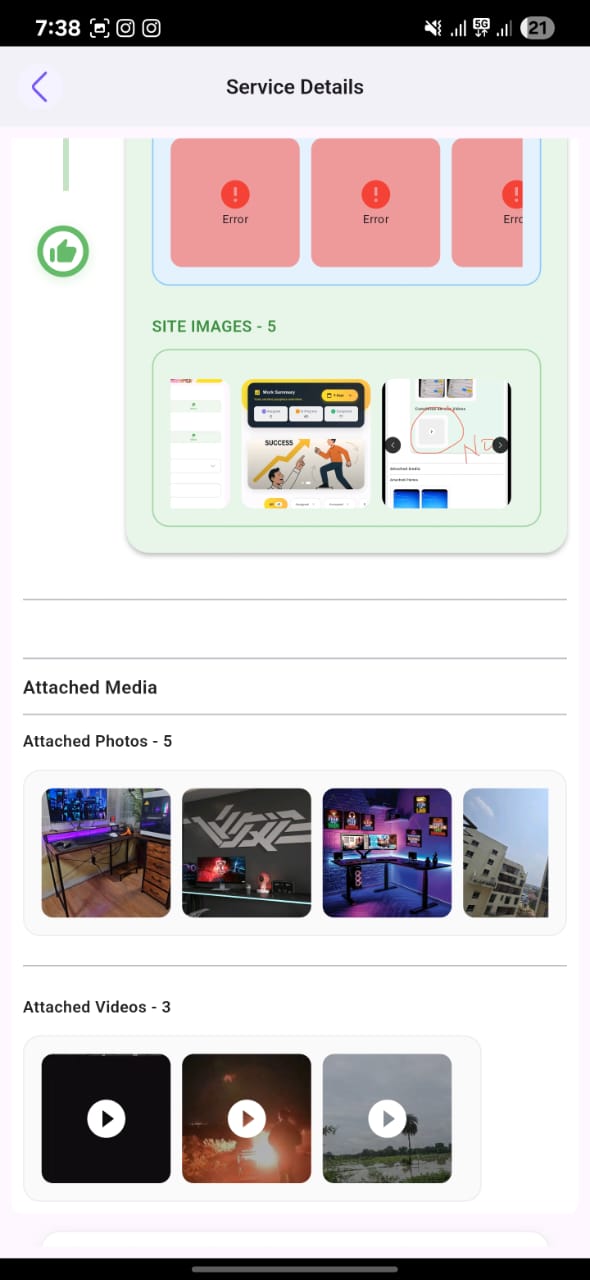 7:38
5G
21
Service Details
Error
Error
Erro
SITE IMAGES - 5
Work Summary
SUCCESS
NO
Attached Media
Attached Photos - 5
Attached Videos - 3